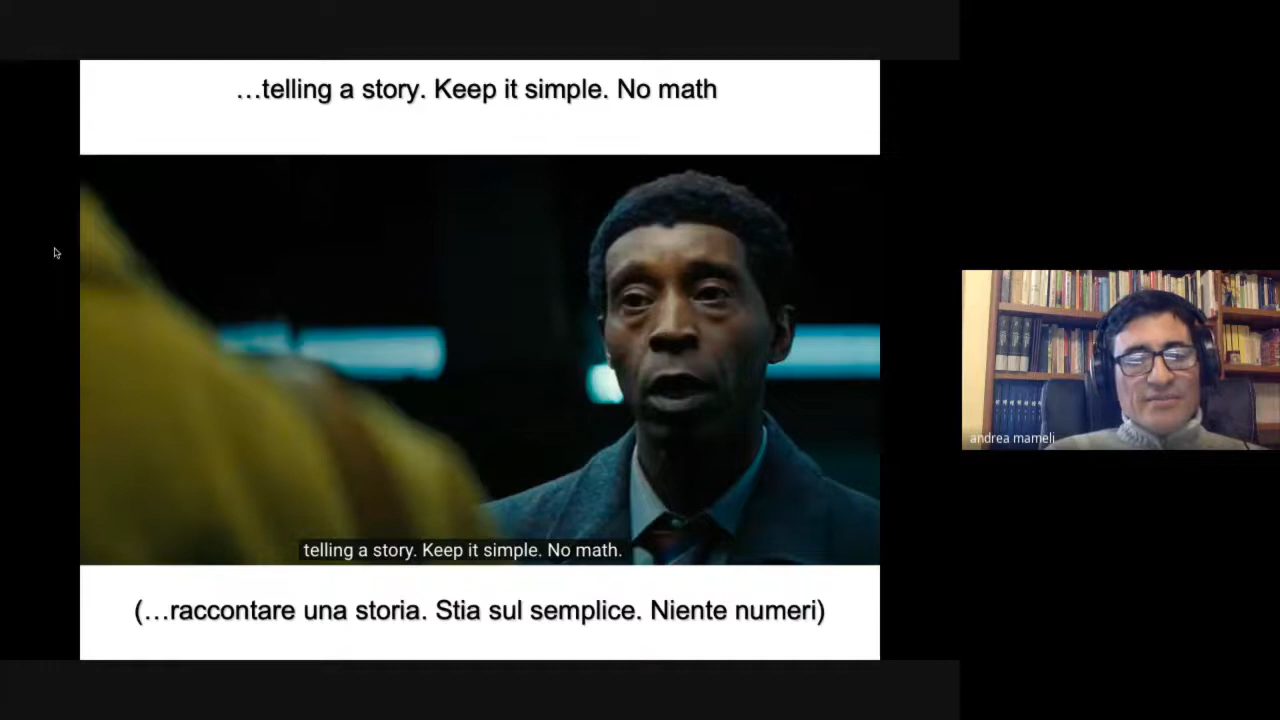 …telling a story. Keep it simple. No math
telling a story. Keep it simple. No math.
(…raccontare una storia. Stia sul semplice. Niente numeri)
andrea mameli